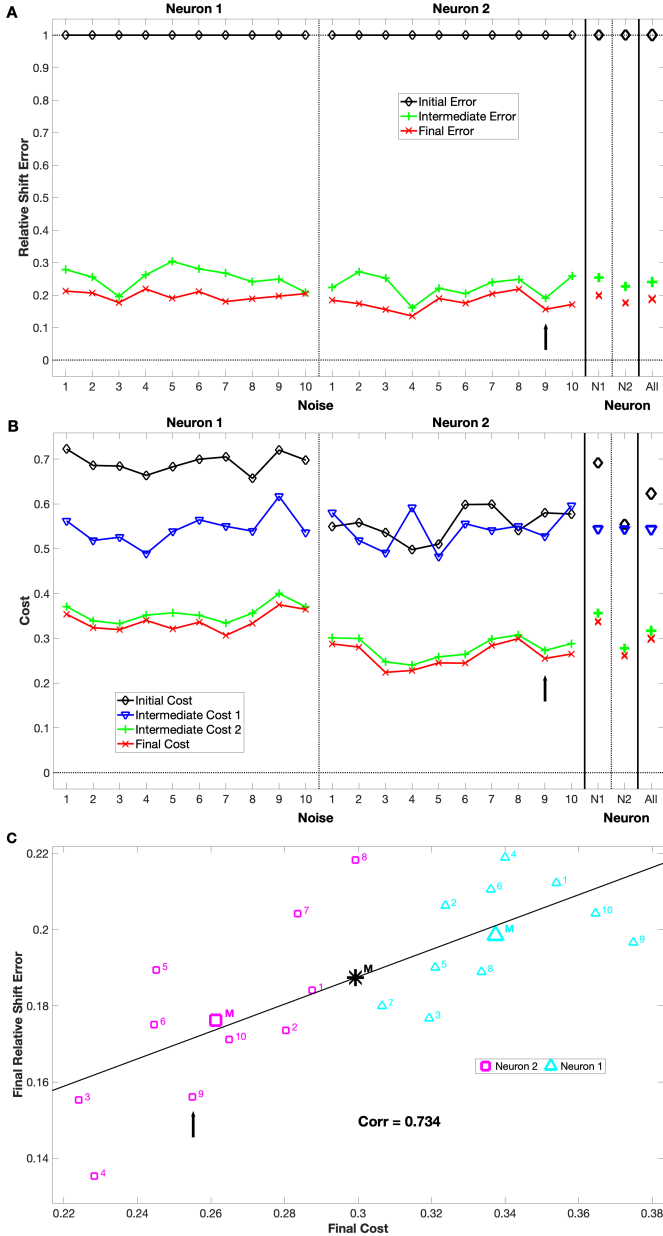 A
Neuron 1 Neuron 2
1
0.9
0.8
0.7
0.6
0.5
0.4
0.3
0.2
0.1
0
Relative Shift Error
Initial Error
Intermediate Error
Final Error
1 2 3 4 5 6 7 8 9 10 1 2 3 4 5 6 7 8 9 10 N1 N2 All
Noise Neuron
B
Neuron 1 Neuron 2
0.7
0.6
0.5
0.4
0.3
0.2
0.1
0
Cost
Initial Cost
Intermediate Cost 1
Intermediate Cost 2
Final Cost
1 2 3 4 5 6 7 8 9 10 1 2 3 4 5 6 7 8 9 10 N1 N2 All
Noise Neuron
C
0.22
0.2
0.18
0.16
0.14
Final Relative Shift Error
8 4
6 1
7 2 10
M
9
5 M 5 8
1 7
6 M 3
2
10
3 9
4
Neuron 2 Neuron 1
Corr = 0.734
0.22 0.24 0.26 0.28 0.3 0.32 0.34 0.36 0.38
Final Cost